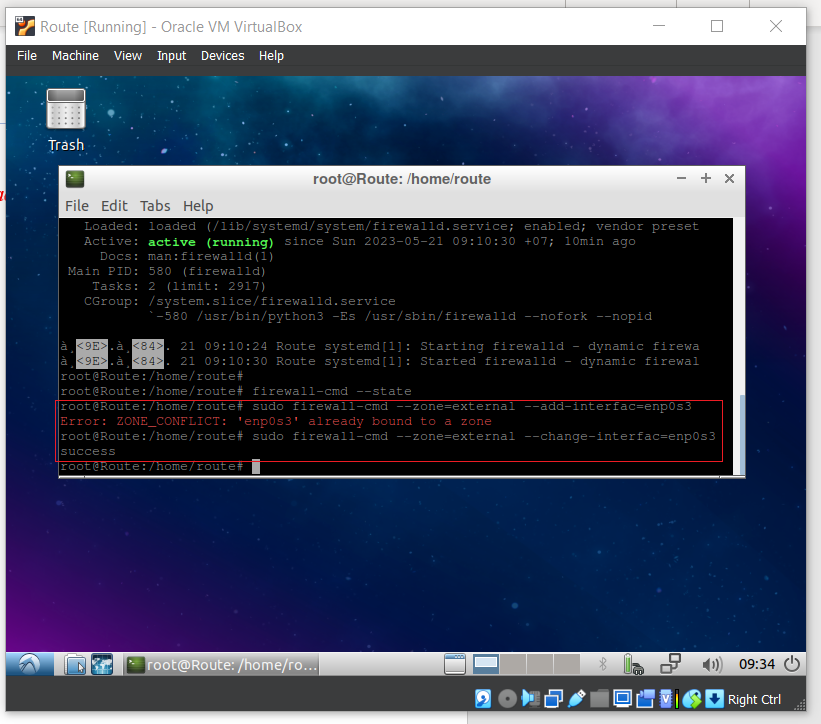 Route [Running] - Oracle VM VirtualBox
File Machine View Input Devices Help
Trash
root@Route: /home/route
File Edit Tabs Help
Loaded: loaded (/lib/systemd/system/firewalld.service; enabled; vendor preset
Active: active (running) since Sun 2023-05-21 09:10:30 +07; 10min ago
Docs: man:firewalld(1)
Main PID: 580 (firewalld)
Tasks: 2 (limit: 2917)
CGroup: /system.slice/firewalld.service
`-580 /usr/bin/python3 -Es /usr/sbin/firewalld --nofork --nopid
à¸<9E>.à¸<84>. 21 09:10:24 Route systemd[1]: Starting firewalld - dynamic firewa
à¸<9E>.à¸<84>. 21 09:10:30 Route systemd[1]: Started firewalld - dynamic firewal
root@Route:/home/route#
root@Route:/home/route# firewall-cmd --state
root@Route:/home/route# sudo firewall-cmd --zone=external --add-interfac=enp0s3
Error: ZONE_CONFLICT: 'enp0s3' already bound to a zone
root@Route:/home/route# sudo firewall-cmd --zone=external --change-interfac=enp0s3
success
root@Route:/home/route#
root@Route: /home/ro...
09:34
Right Ctrl